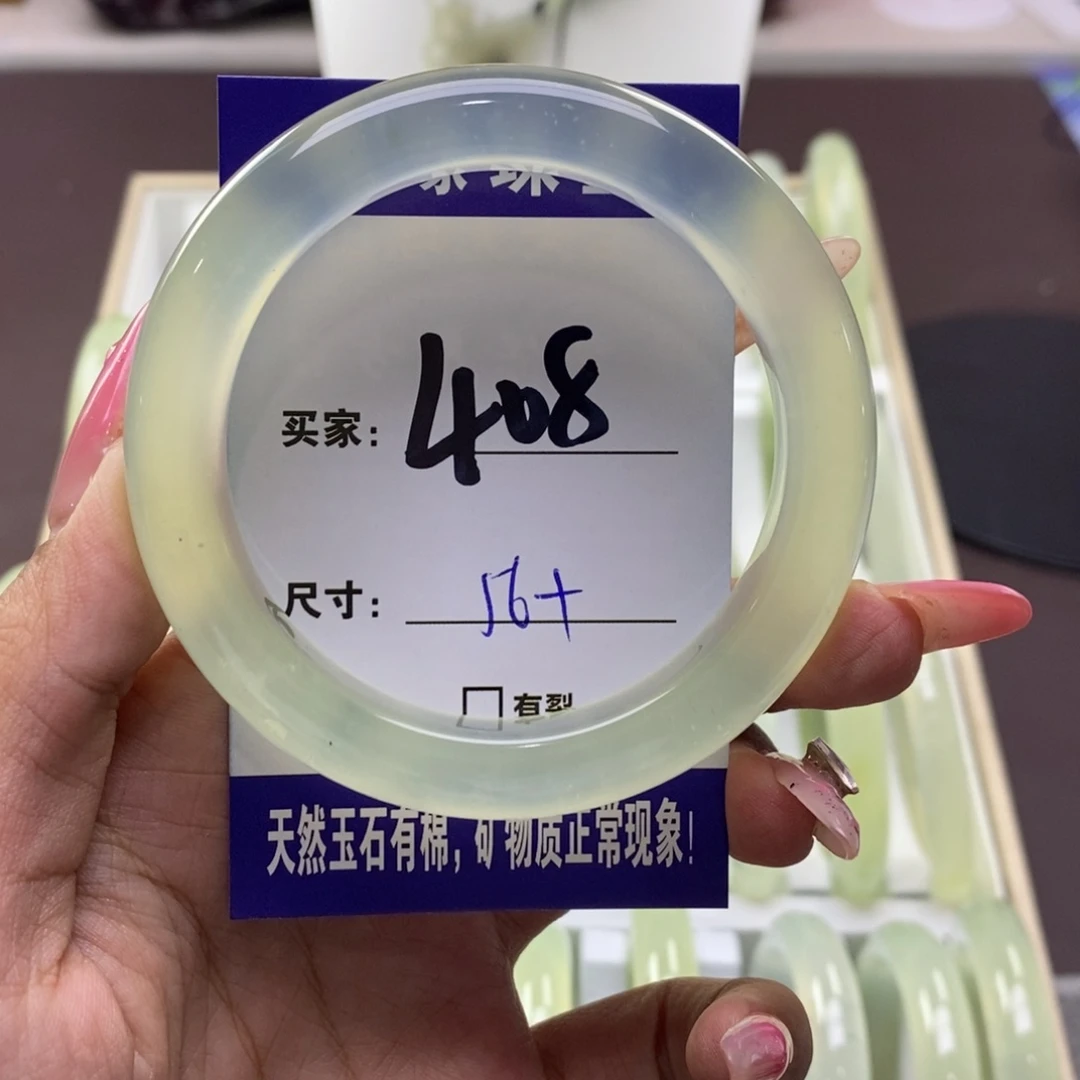 买家: 408
尺寸: 56+
☐ 有裂
天然玉石有棉, 矿物质正常现象!